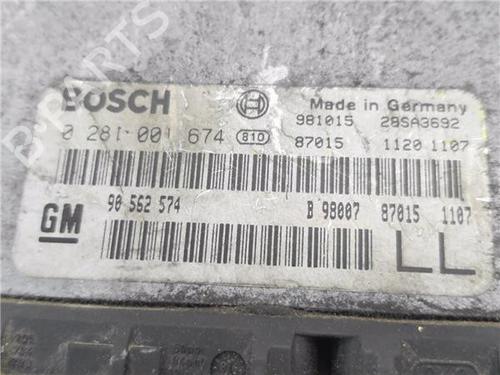 BOSCH Made in Germany
981015 28SA3692
0 281 001 674 810 87015 1120 1107
GM 90 562 574 B 98007 87015 1107
LL
PARTS